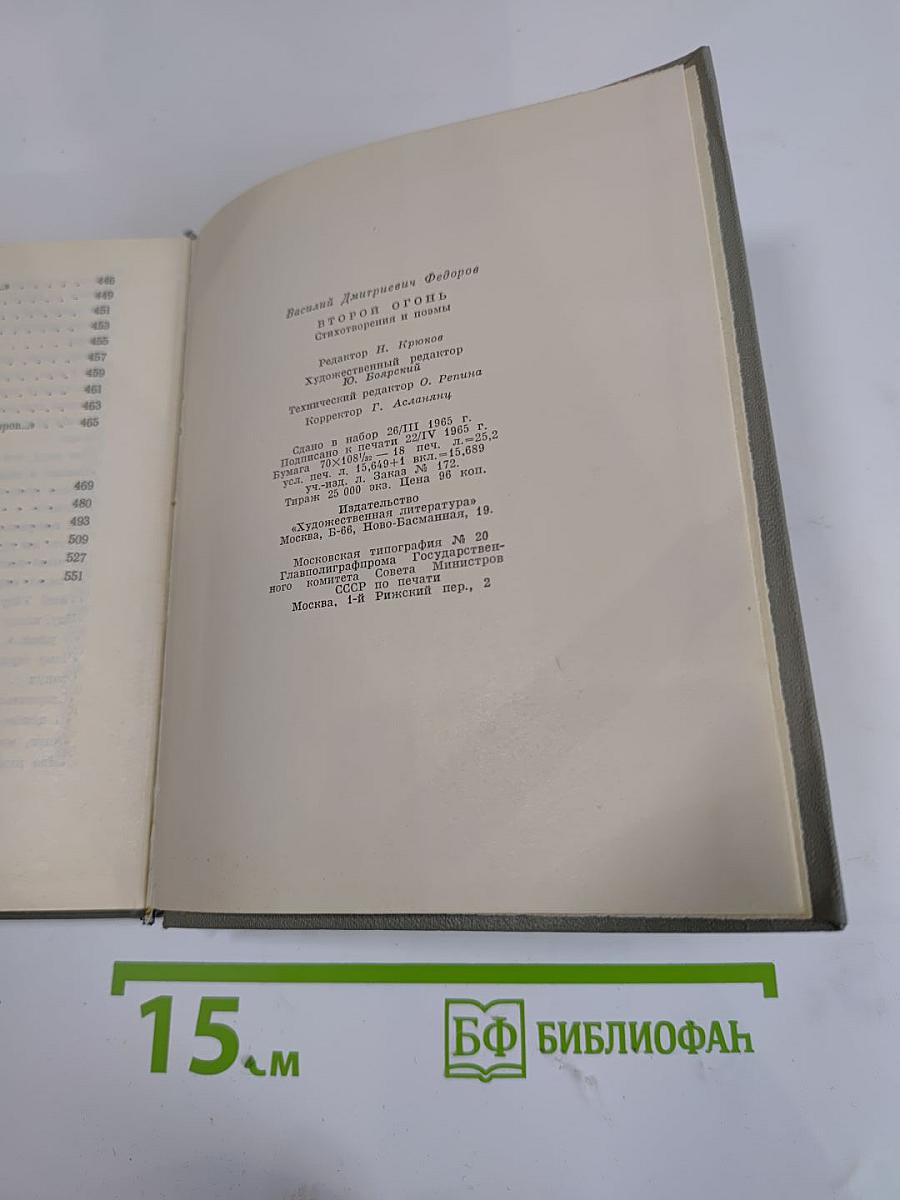 446
449
451
453
455
457
459
461
463
465
469
480
493
509
527
551
Василий Дмитриевич Федоров
ВТОРОЙ ОГОНЬ
Стихотворения и поэмы
Редактор Н. Крюков
Художественный редактор
Ю. Боярский
Технический редактор О. Репина
Корректор Г. Асланянц
Сдано в набор 26/III 1965 г.
Подписано к печати 22/IV 1965 г.
Бумага 70×108¹/₃₂ — 18 печ. л.=25,2
усл. печ. л. 15,649+1 вкл.=15,689
уч.-изд. л. Заказ № 172.
Тираж 25 000 экз. Цена 96 коп.
Издательство
«Художественная литература»
Москва, Б-66, Ново-Басманная, 19.
Московская типография № 20
Главполиграфпрома Государствен-
ного комитета Совета Министров
СССР по печати
Москва, 1-й Рижский пер., 2
15 см
БФ БИБЛИОФАН